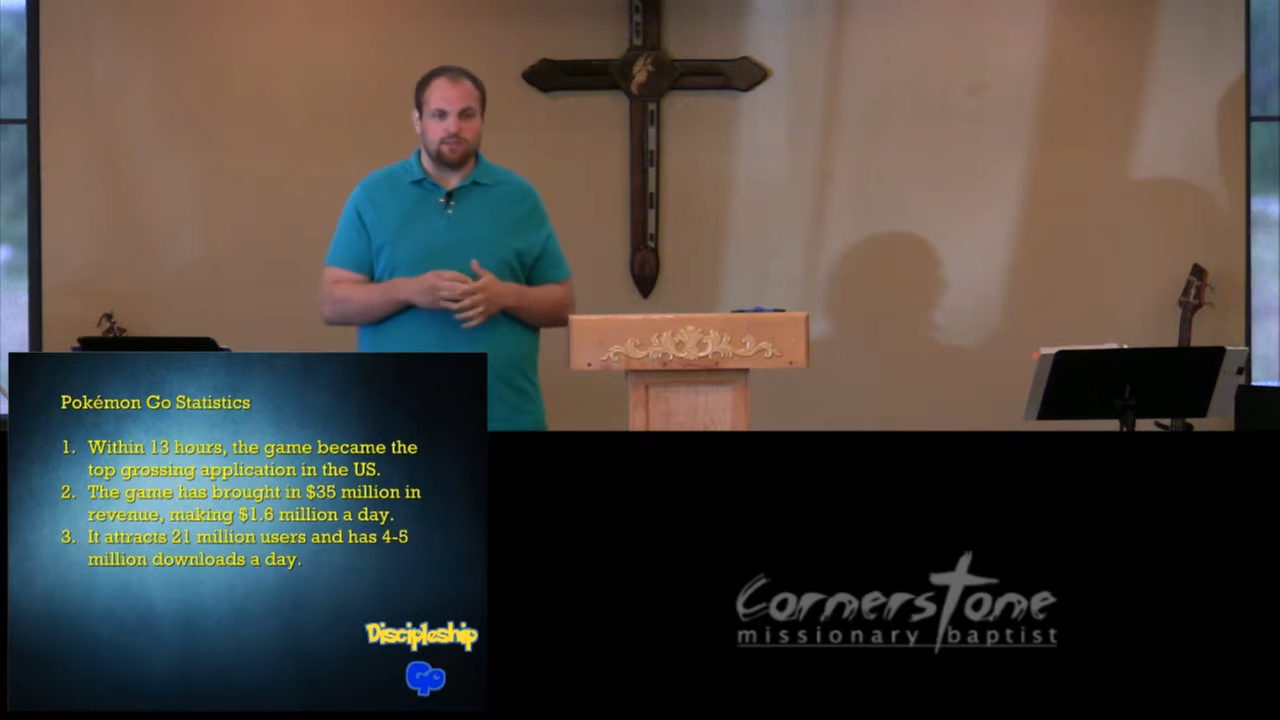 Pokémon Go Statistics
1. Within 13 hours, the game became the
top grossing application in the US.
2. The game has brought in $35 million in
revenue, making $1.6 million a day.
3. It attracts 21 million users and has 4-5
million downloads a day.
Discipleship
Go
Cornerstone
missionary baptist